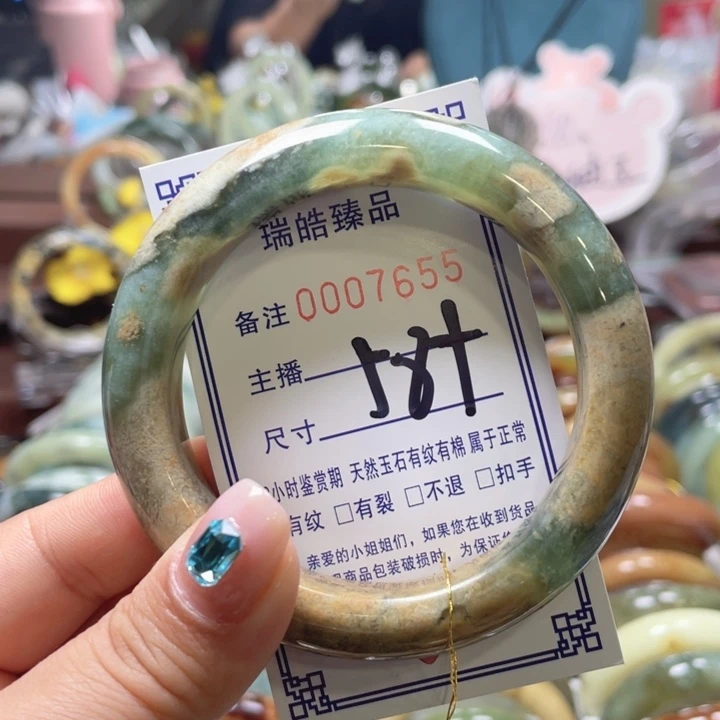 瑞皓臻品
备注 0007655
主播
尺寸
小时鉴赏期 天然玉石有纹有棉 属于正常
有纹 □有裂 □不退 □扣手
亲爱的小姐姐们，如果您在收到货品
商品包装破损时，为保证